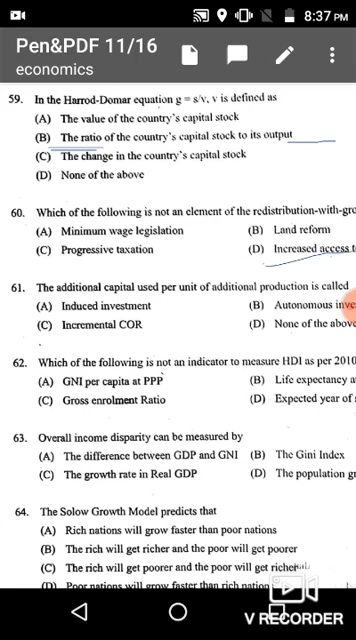 8:37 PM
Pen&PDF 11/16
economics
59. In the Harrod-Domar equation g = s/v, v is defined as
(A) The value of the country's capital stock
(B) The ratio of the country's capital stock to its output
(C) The change in the country's capital stock
(D) None of the above
60. Which of the following is not an element of the redistribution-with-gro
(A) Minimum wage legislation (B) Land reform
(C) Progressive taxation (D) Increased access t
61. The additional capital used per unit of additional production is called
(A) Induced investment (B) Autonomous inve
(C) Incremental COR (D) None of the above
62. Which of the following is not an indicator to measure HDI as per 2010
(A) GNI per capita at PPP (B) Life expectancy a
(C) Gross enrolment Ratio (D) Expected year of s
63. Overall income disparity can be measured by
(A) The difference between GDP and GNI (B) The Gini Index
(C) The growth rate in Real GDP (D) The population gr
64. The Solow Growth Model predicts that
(A) Rich nations will grow faster than poor nations
(B) The rich will get richer and the poor will get poorer
(C) The rich will get poorer and the poor will get richer
(D) Poor nations will grow faster than rich nation
V RECORDER